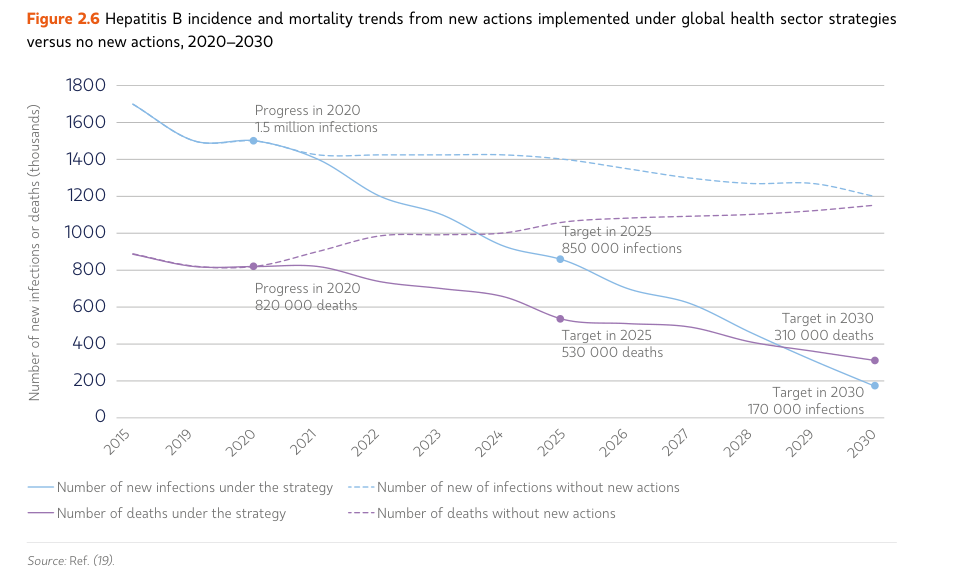 Figure 2.6 Hepatitis B incidence and mortality trends from new actions implemented under global health sector strategies
versus no new actions, 2020–2030
Number of new infections or deaths (thousands)
1800
1600
1400
1200
1000
800
600
400
200
0
Progress in 2020
1.5 million infections
Target in 2025
850 000 infections
Progress in 2020
820 000 deaths
Target in 2030
310 000 deaths
Target in 2025
530 000 deaths
Target in 2030
170 000 infections
2015
2019
2020
2021
2022
2023
2024
2025
2026
2027
2028
2029
2030
Number of new infections under the strategy
Number of new of infections without new actions
Number of deaths under the strategy
Number of deaths without new actions
Source: Ref. (19).